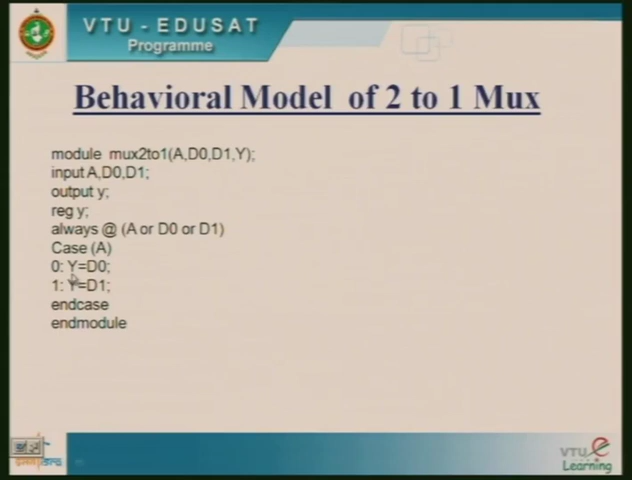 VTU - EDUSAT
Programme
Behavioral Model of 2 to 1 Mux
module mux2to1(A,D0,D1,Y);
input A,D0,D1;
output y;
reg y;
always @ (A or D0 or D1)
Case (A)
0: Y=D0;
1: Y=D1;
endcase
endmodule
VTU e
Learning